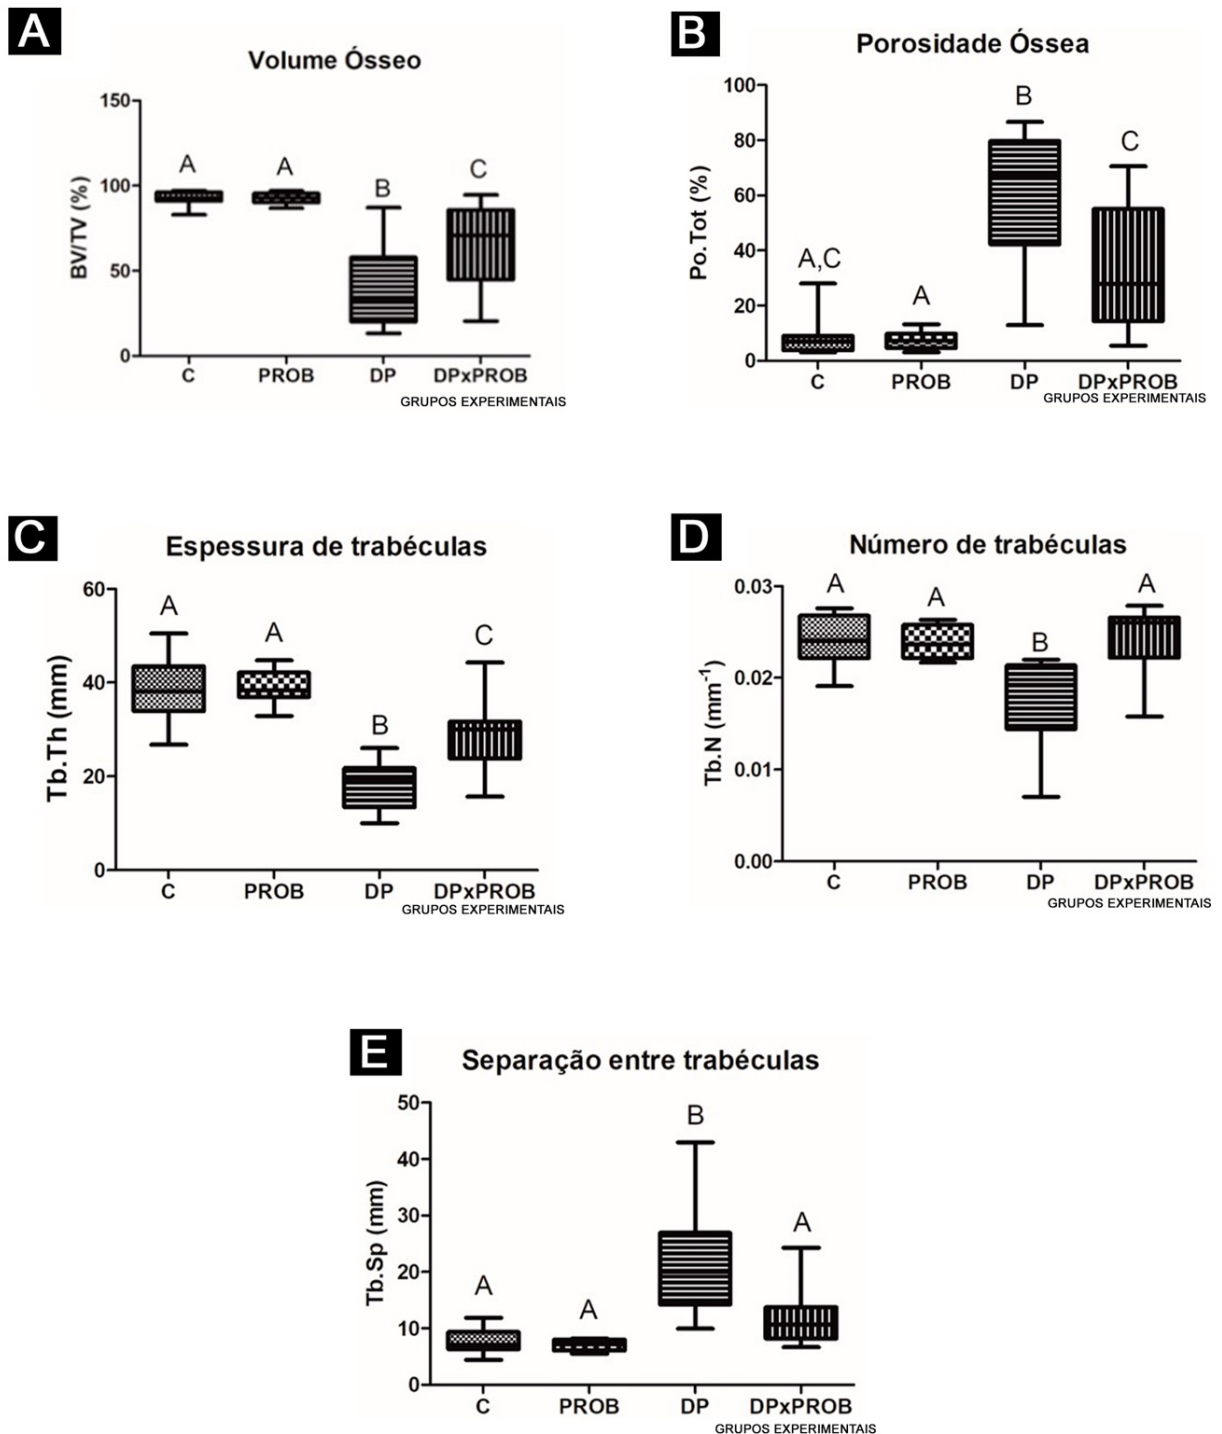 A
Volume Ósseo
BV/TV (%)
150
100
50
0
A
A
B
C
C
PROB
DP
DPxPROB
GRUPOS EXPERIMENTAIS
B
Porosidade Óssea
Po.Tot (%)
100
80
60
40
20
0
A,C
A
B
C
C
PROB
DP
DPxPROB
GRUPOS EXPERIMENTAIS
C
Espessura de trabéculas
Tb.Th (mm)
60
40
20
0
A
A
B
C
C
PROB
DP
DPxPROB
GRUPOS EXPERIMENTAIS
D
Número de trabéculas
Tb.N (mm⁻¹)
0.03
0.02
0.01
0.00
A
A
B
A
C
PROB
DP
DPxPROB
GRUPOS EXPERIMENTAIS
E
Separação entre trabéculas
Tb.Sp (mm)
50
40
30
20
10
0
A
A
B
A
C
PROB
DP
DPxPROB
GRUPOS EXPERIMENTAIS